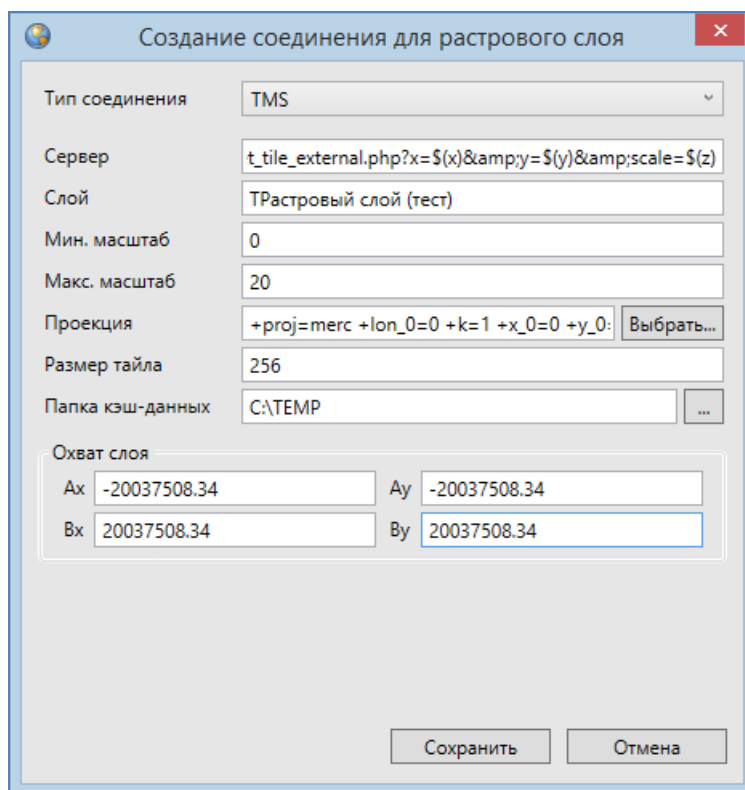 Создание соединения для растрового слоя
Тип соединения TMS
Сервер t_tile_external.php?x=$(x)&amp;y=$(y)&amp;scale=$(z)
Слой ТРастровый слой (тест)
Мин. масштаб 0
Макс. масштаб 20
Проекция +proj=merc +lon_0=0 +k=1 +x_0=0 +y_0: Выбрать...
Размер тайла 256
Папка кэш-данных C:\TEMP ...
Охват слоя
Ax -20037508.34 Ay -20037508.34
Bx 20037508.34 By 20037508.34
Сохранить Отмена